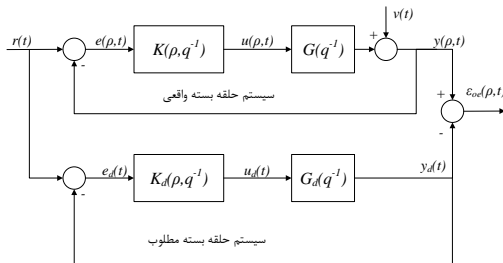 v(t)
r(t) e(ρ,t) K(ρ,q⁻¹) u(ρ,t) G(q⁻¹) + y(ρ,t)
-
سیستم حلقه بسته واقعی
+ ε_oe(ρ,t)
-
e_d(t) K_d(ρ,q⁻¹) u_d(t) G_d(q⁻¹) y_d(t)
-
سیستم حلقه بسته مطلوب